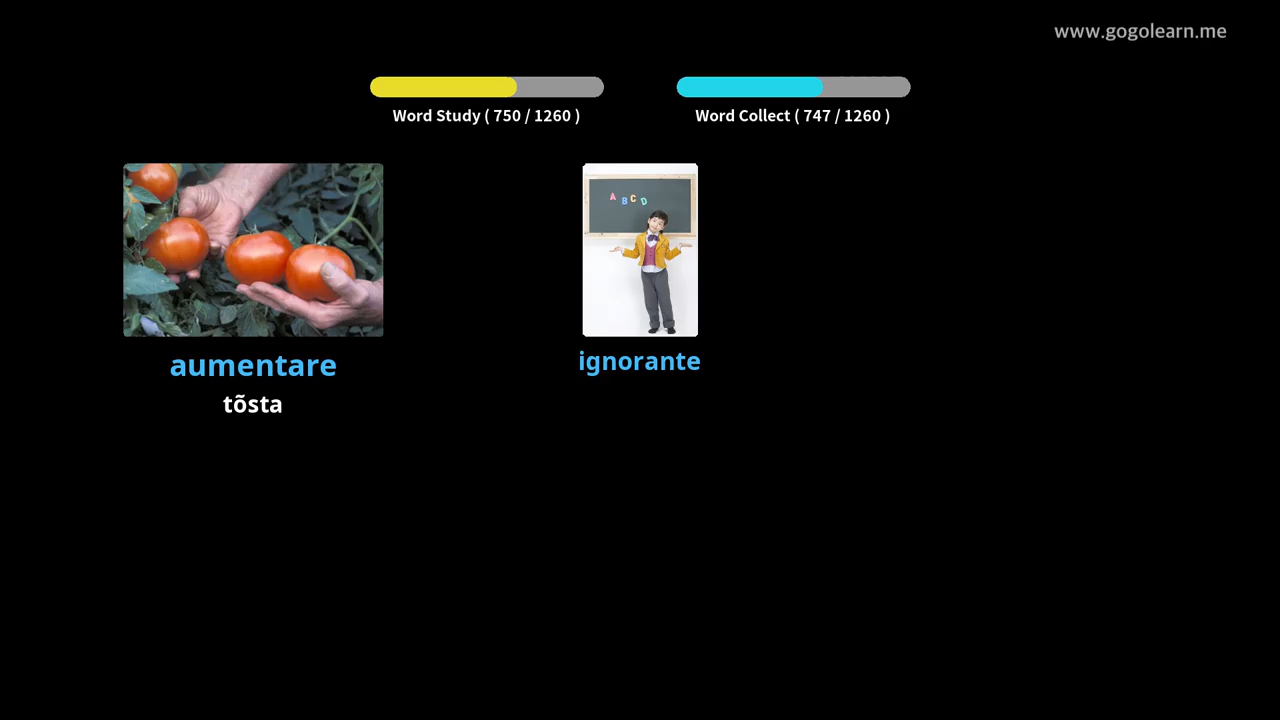 www.gogolearn.me
Word Study ( 750 / 1260 )
Word Collect ( 747 / 1260 )
A B C D
aumentare
tõsta
ignorante